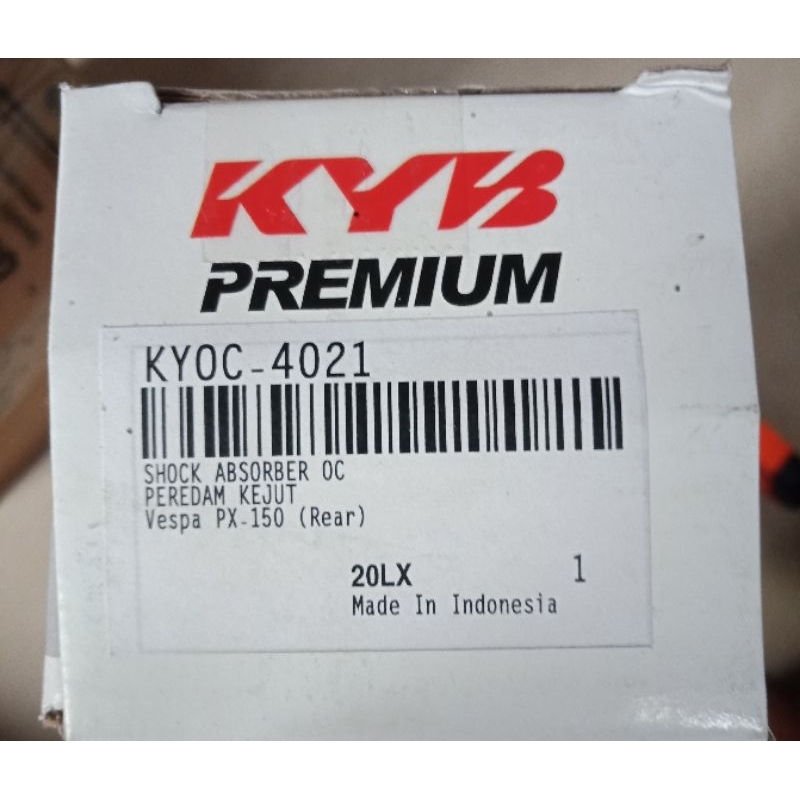 KYB
PREMIUM
KYOC-4021
SHOCK ABSORBER OC
PEREDAM KEJUT
Vespa PX-150 (Rear)
20LX 1
Made In Indonesia